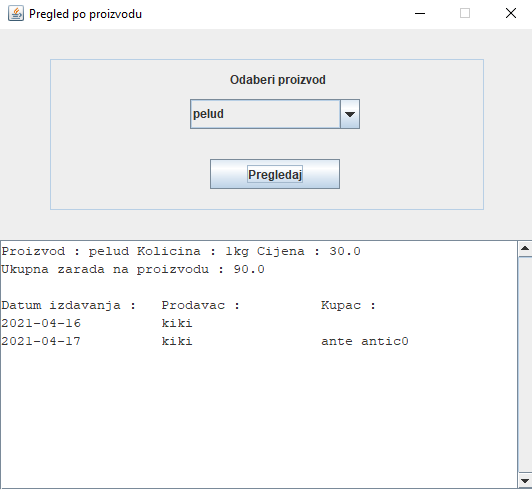 Pregled po proizvodu
Odaberi proizvod
pelud
Pregledaj
Proizvod : pelud Kolicina : 1kg Cijena : 30.0
Ukupna zarada na proizvodu : 90.0
Datum izdavanja : Prodavac : Kupac :
2021-04-16 kiki
2021-04-17 kiki ante antic0